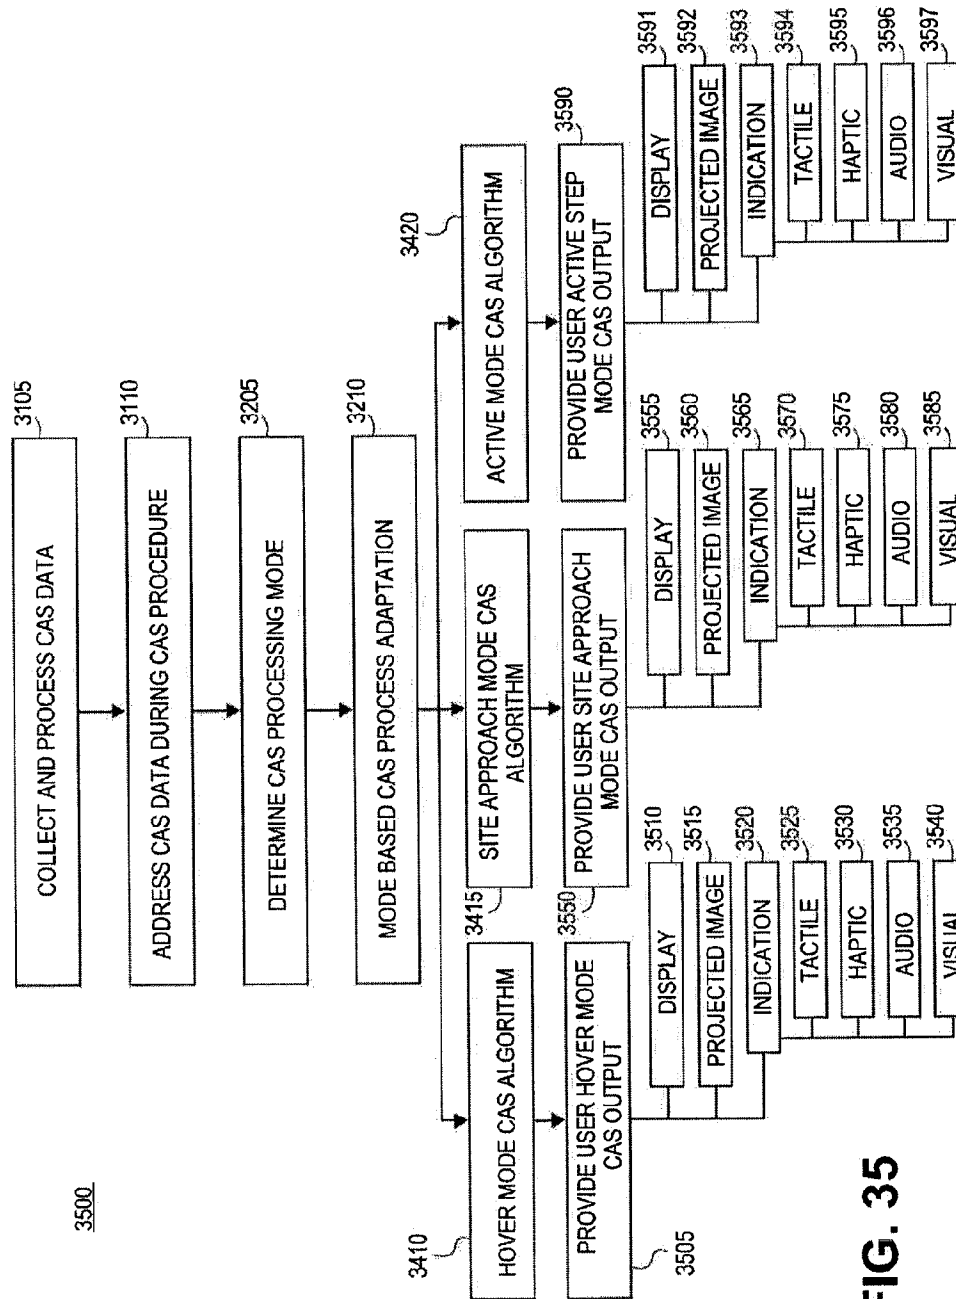 3500
COLLECT AND PROCESS CAS DATA
3105
ADDRESS CAS DATA DURING CAS PROCEDURE
3110
DETERMINE CAS PROCESSING MODE
3205
MODE BASED CAS PROCESS ADAPTATION
3210
3410
HOVER MODE CAS ALGORITHM
3415
SITE APPROACH MODE CAS
ALGORITHM
3420
ACTIVE MODE CAS ALGORITHM
3505
PROVIDE USER HOVER MODE
CAS OUTPUT
3550
PROVIDE USER SITE APPROACH
MODE CAS OUTPUT
3590
PROVIDE USER ACTIVE STEP
MODE CAS OUTPUT
DISPLAY
3510
PROJECTED IMAGE
3515
INDICATION
3520
TACTILE
3525
HAPTIC
3530
AUDIO
3535
VISUAL
3540
DISPLAY
3555
PROJECTED IMAGE
3560
INDICATION
3565
TACTILE
3570
HAPTIC
3575
AUDIO
3580
VISUAL
3585
DISPLAY
3591
PROJECTED IMAGE
3592
INDICATION
3593
TACTILE
3594
HAPTIC
3595
AUDIO
3596
VISUAL
3597
FIG. 35